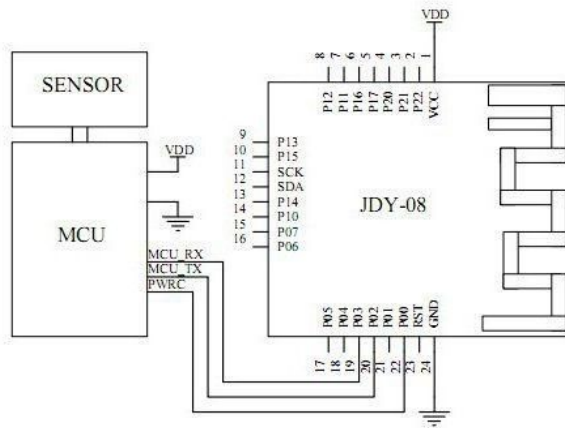 VDD
8 7 6 5 4 3 2 1
P12 P11 P16 P17 P20 P21 P22 VCC
SENSOR
9 P13
10 P15
11 SCK
12 SDA
13 P14
14 P10
15 P07
16 P06
JDY-08
VDD
MCU
MCU_RX
MCU_TX
PWRC
P05 P04 P03 P02 P01 P00 RST GND
17 18 19 20 21 22 23 24